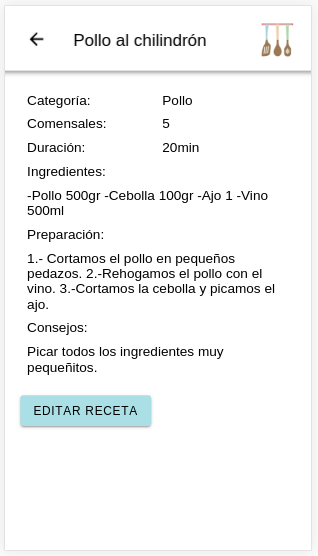 Pollo al chilindrón
Categoría: Pollo
Comensales: 5
Duración: 20min
Ingredientes:
-Pollo 500gr -Cebolla 100gr -Ajo 1 -Vino
500ml
Preparación:
1.- Cortamos el pollo en pequeños
pedazos. 2.-Rehogamos el pollo con el
vino. 3.-Cortamos la cebolla y picamos el
ajo.
Consejos:
Picar todos los ingredientes muy
pequeñitos.
EDITAR RECETA